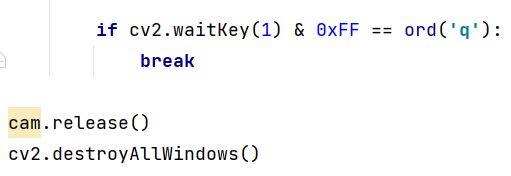 if cv2.waitKey(1) & 0xFF == ord('q'):
break
cam.release()
cv2.destroyAllWindows()